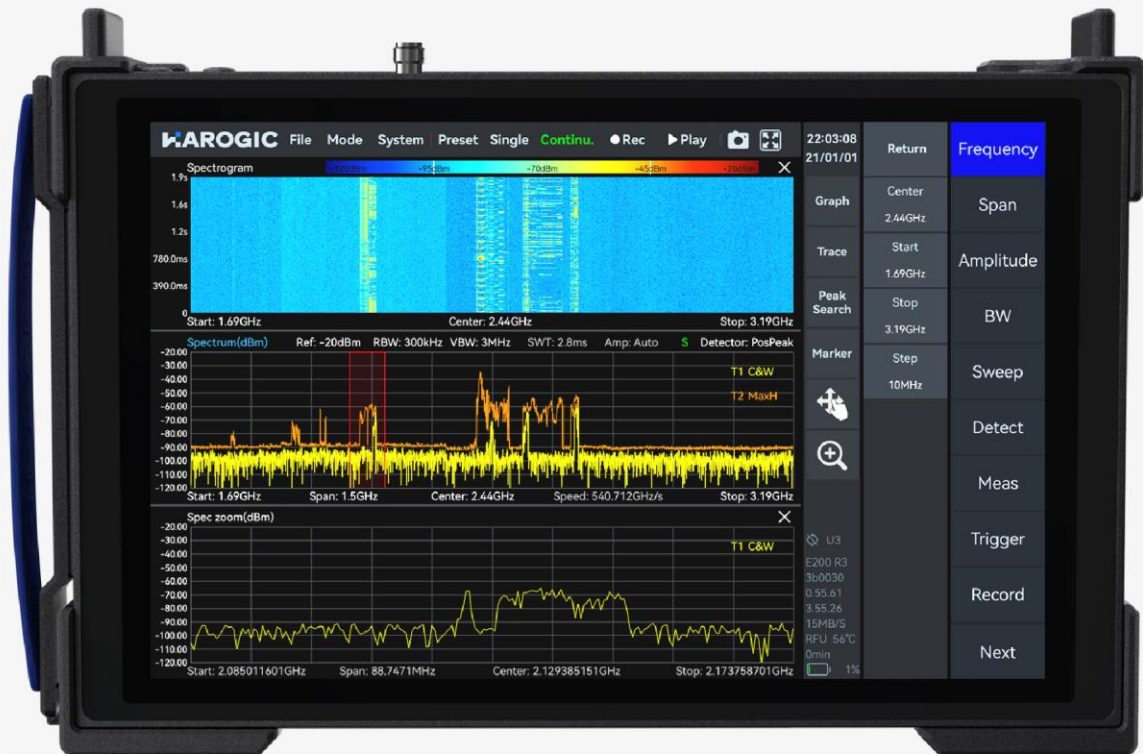 HAROGIC File Mode System Preset Single Continu. Rec Play
22:03:08
21/01/01
Graph
Trace
Peak
Search
Marker
Return
Center
2.44GHz
Start
1.69GHz
Stop
3.19GHz
Step
10MHz
Frequency
Span
Amplitude
BW
Sweep
Detect
Meas
Trigger
Record
Next
Spectrogram -120dBm -95dBm -70dBm -45dBm -20dBm
1.9s
1.6s
1.2s
780.0ms
390.0ms
0
Start: 1.69GHz Center: 2.44GHz Stop: 3.19GHz
Spectrum(dBm) Ref: -20dBm RBW: 300kHz VBW: 3MHz SWT: 2.8ms Amp: Auto S Detector: PosPeak
-20.00
-30.00
-40.00
-50.00
-60.00
-70.00
-80.00
-90.00
-100.00
-110.00
-120.00
T1 C&W
T2 MaxH
Start: 1.69GHz Span: 1.5GHz Center: 2.44GHz Speed: 540.712GHz/s Stop: 3.19GHz
Spec zoom(dBm)
-20.00
-30.00
-40.00
-50.00
-60.00
-70.00
-80.00
-90.00
-100.00
-110.00
-120.00
T1 C&W
Start: 2.085011601GHz Span: 88.7471MHz Center: 2.129385151GHz Stop: 2.173758701GHz
U3
E200 R3
3b0030
0.55.61
3.55.26
15MB/S
RFU 56℃
0min
1%